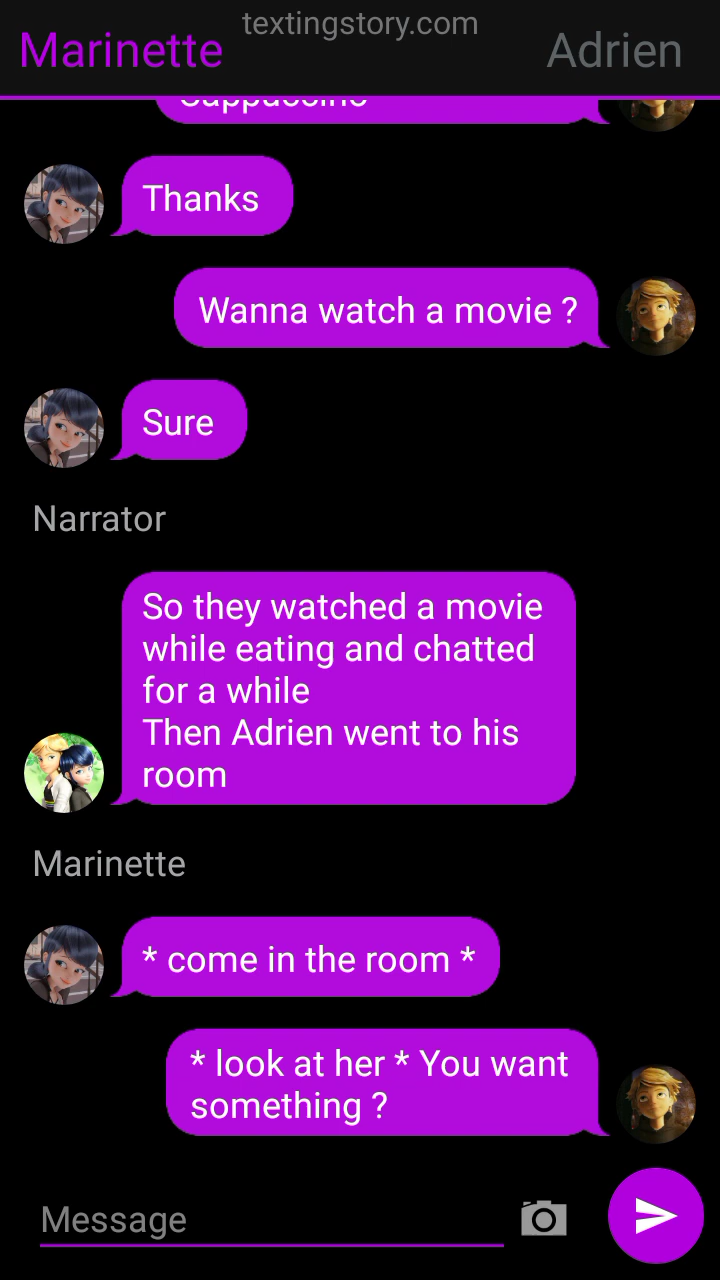 textingstory.com
Marinette
Adrien
Cappuccino
Thanks
Wanna watch a movie ?
Sure
Narrator
So they watched a movie
while eating and chatted
for a while
Then Adrien went to his
room
Marinette
* come in the room *
* look at her * You want
something ?
Message